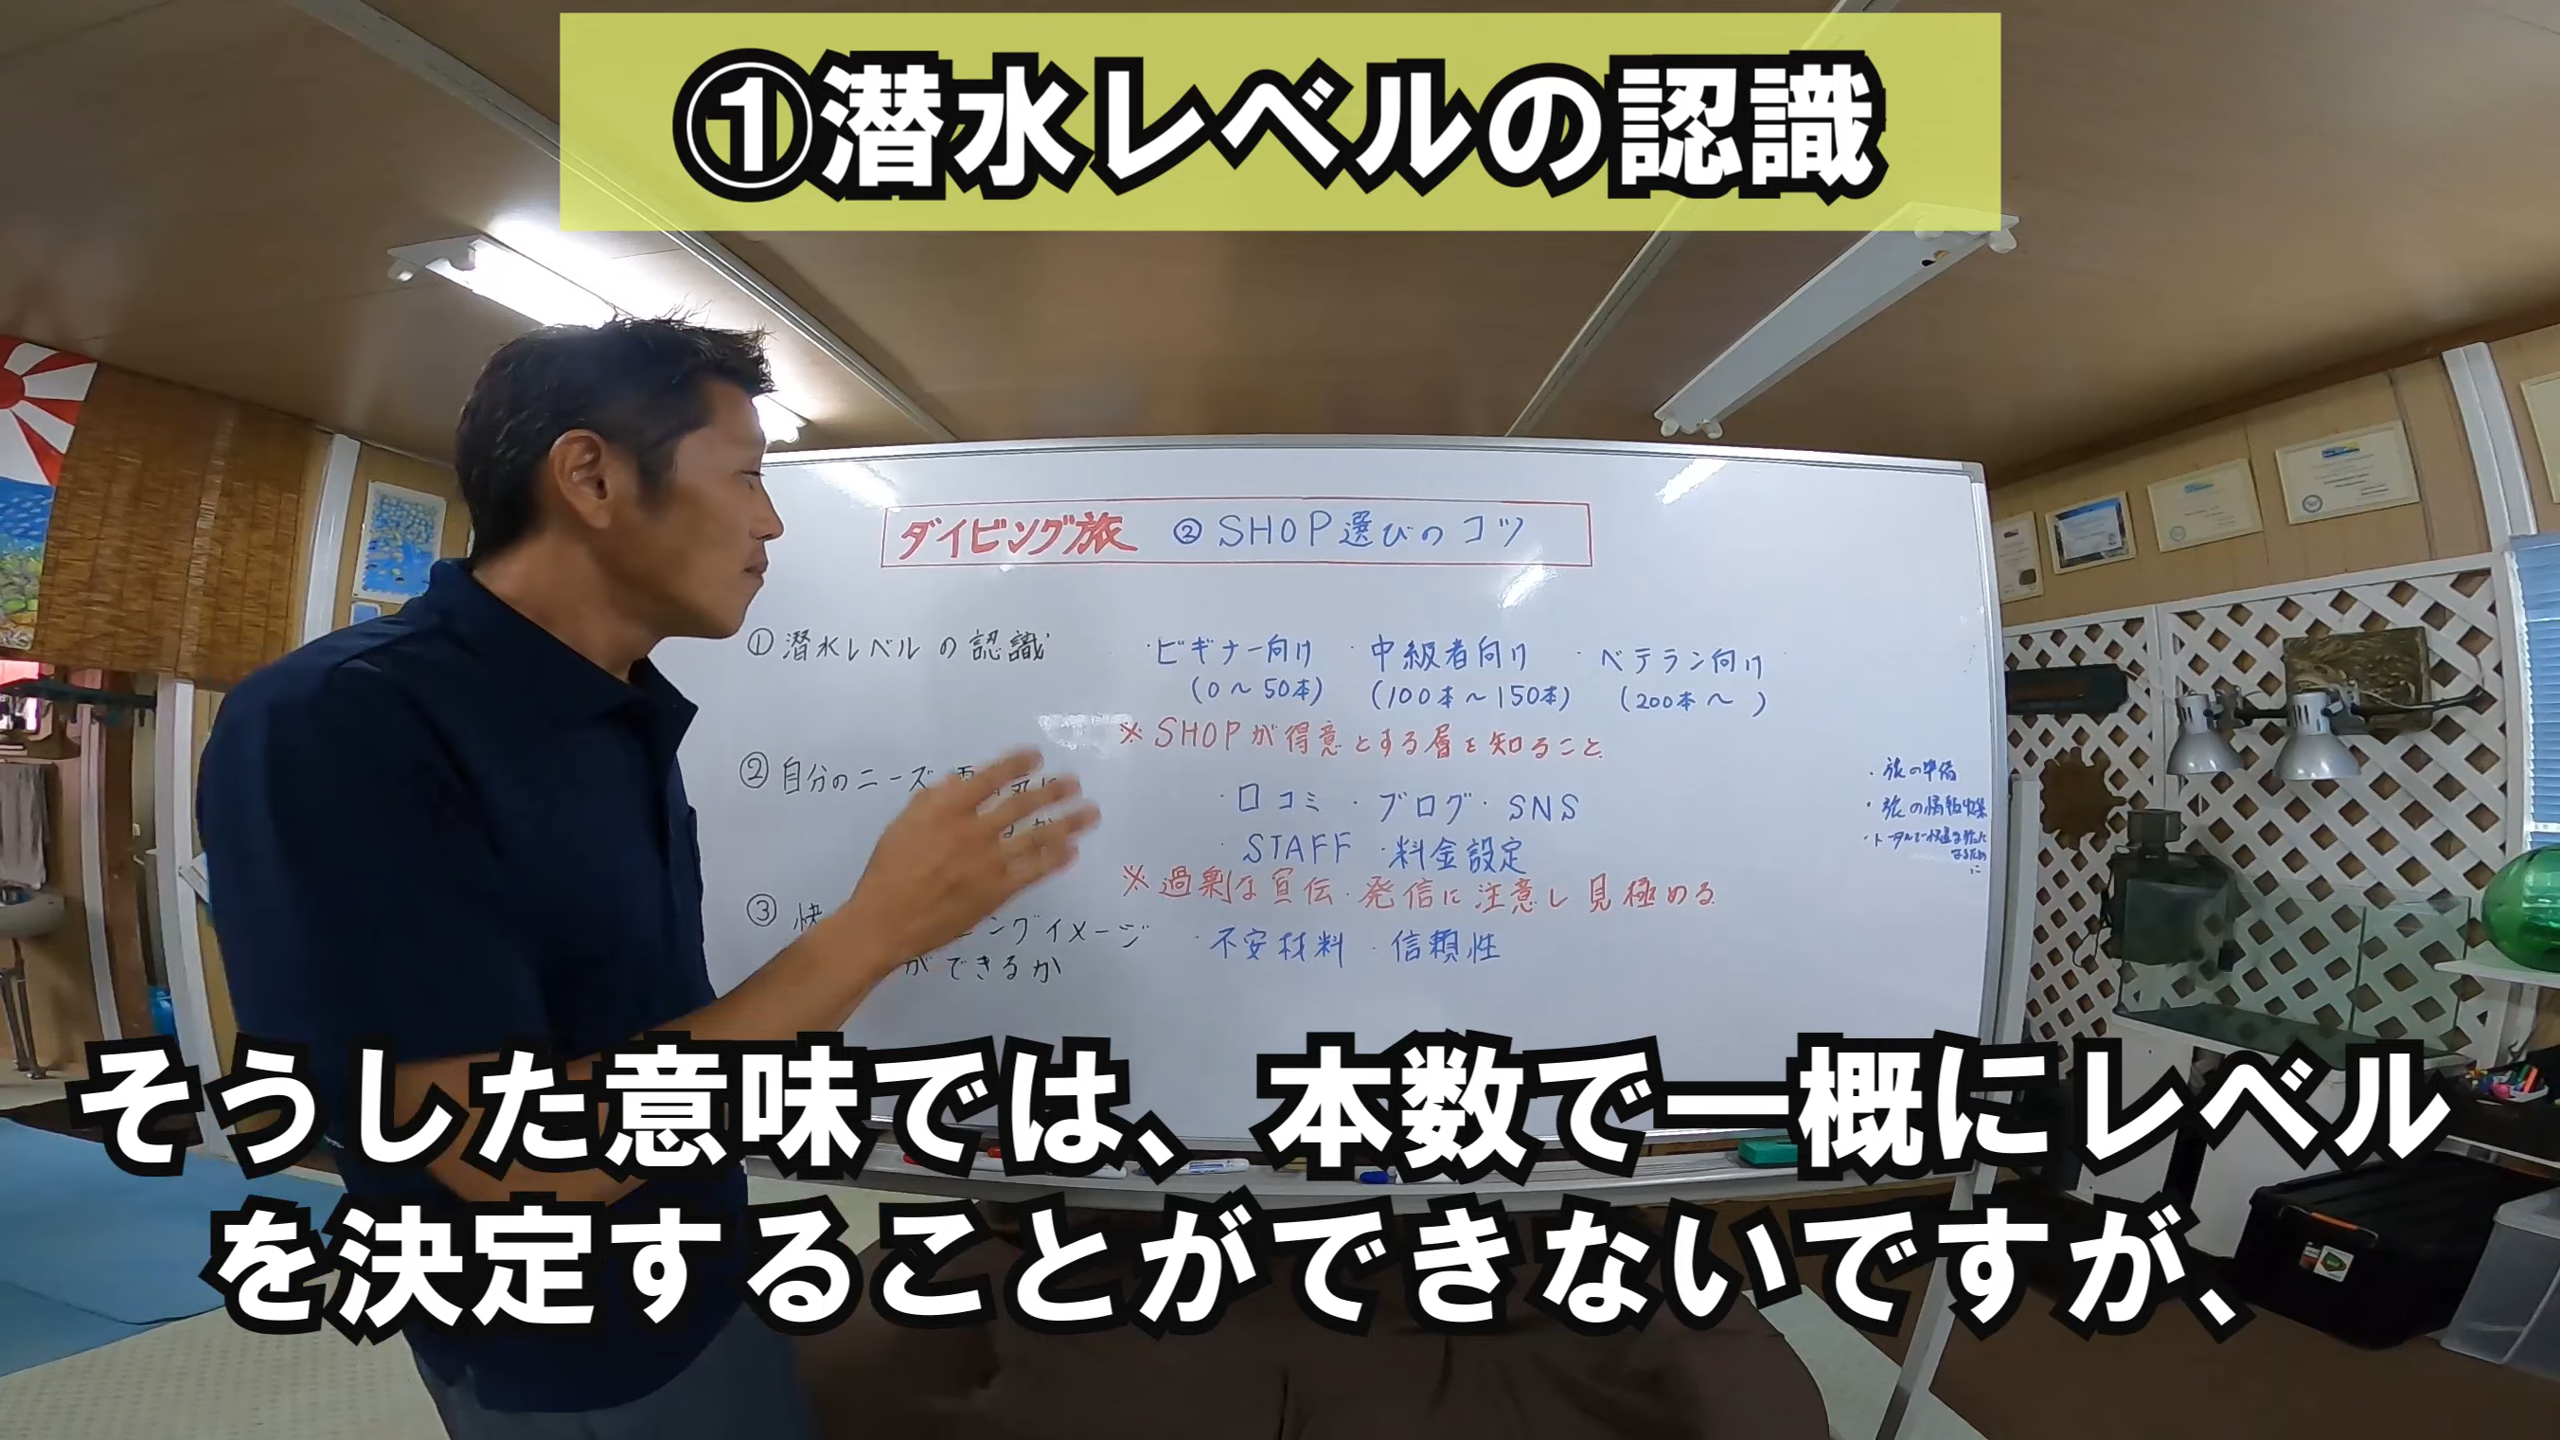 ①潜水レベルの認識
ダイビング旅 ② SHOP選びのコツ
① 潜水レベルの認識
・ビギナー向け ・中級者向け ・ベテラン向け
(0～50本) (100本～150本) (200本～ )
※SHOPが得意とする層を知ること
② 自分のニーズ
・口コミ ・ブログ ・SNS
・STAFF ・料金設定
※過剰な宣伝・発信に注意し見極める
③ 快 ングイメージ
ができるか
・不安材料 ・信頼性
・旅の準備
・旅の情報収集
そうした意味では、本数で一概にレベル
を決定することができないですが、